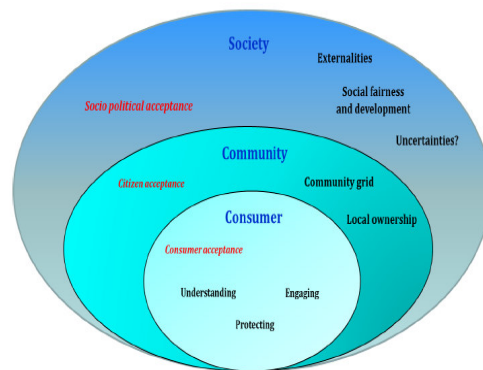 Society
Externalities
Socio political acceptance
Social fairness
and development
Uncertainties?
Community
Citizen acceptance
Community grid
Local ownership
Consumer
Consumer acceptance
Understanding
Engaging
Protecting